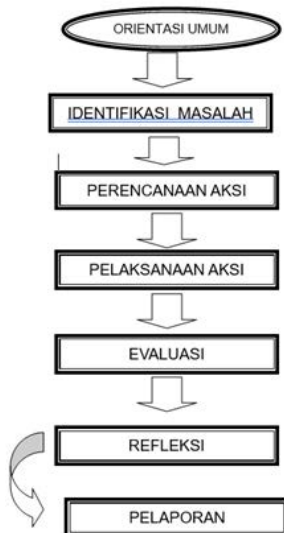 ORIENTASI UMUM
IDENTIFIKASI MASALAH
PERENCANAAN AKSI
PELAKSANAAN AKSI
EVALUASI
REFLEKSI
PELAPORAN